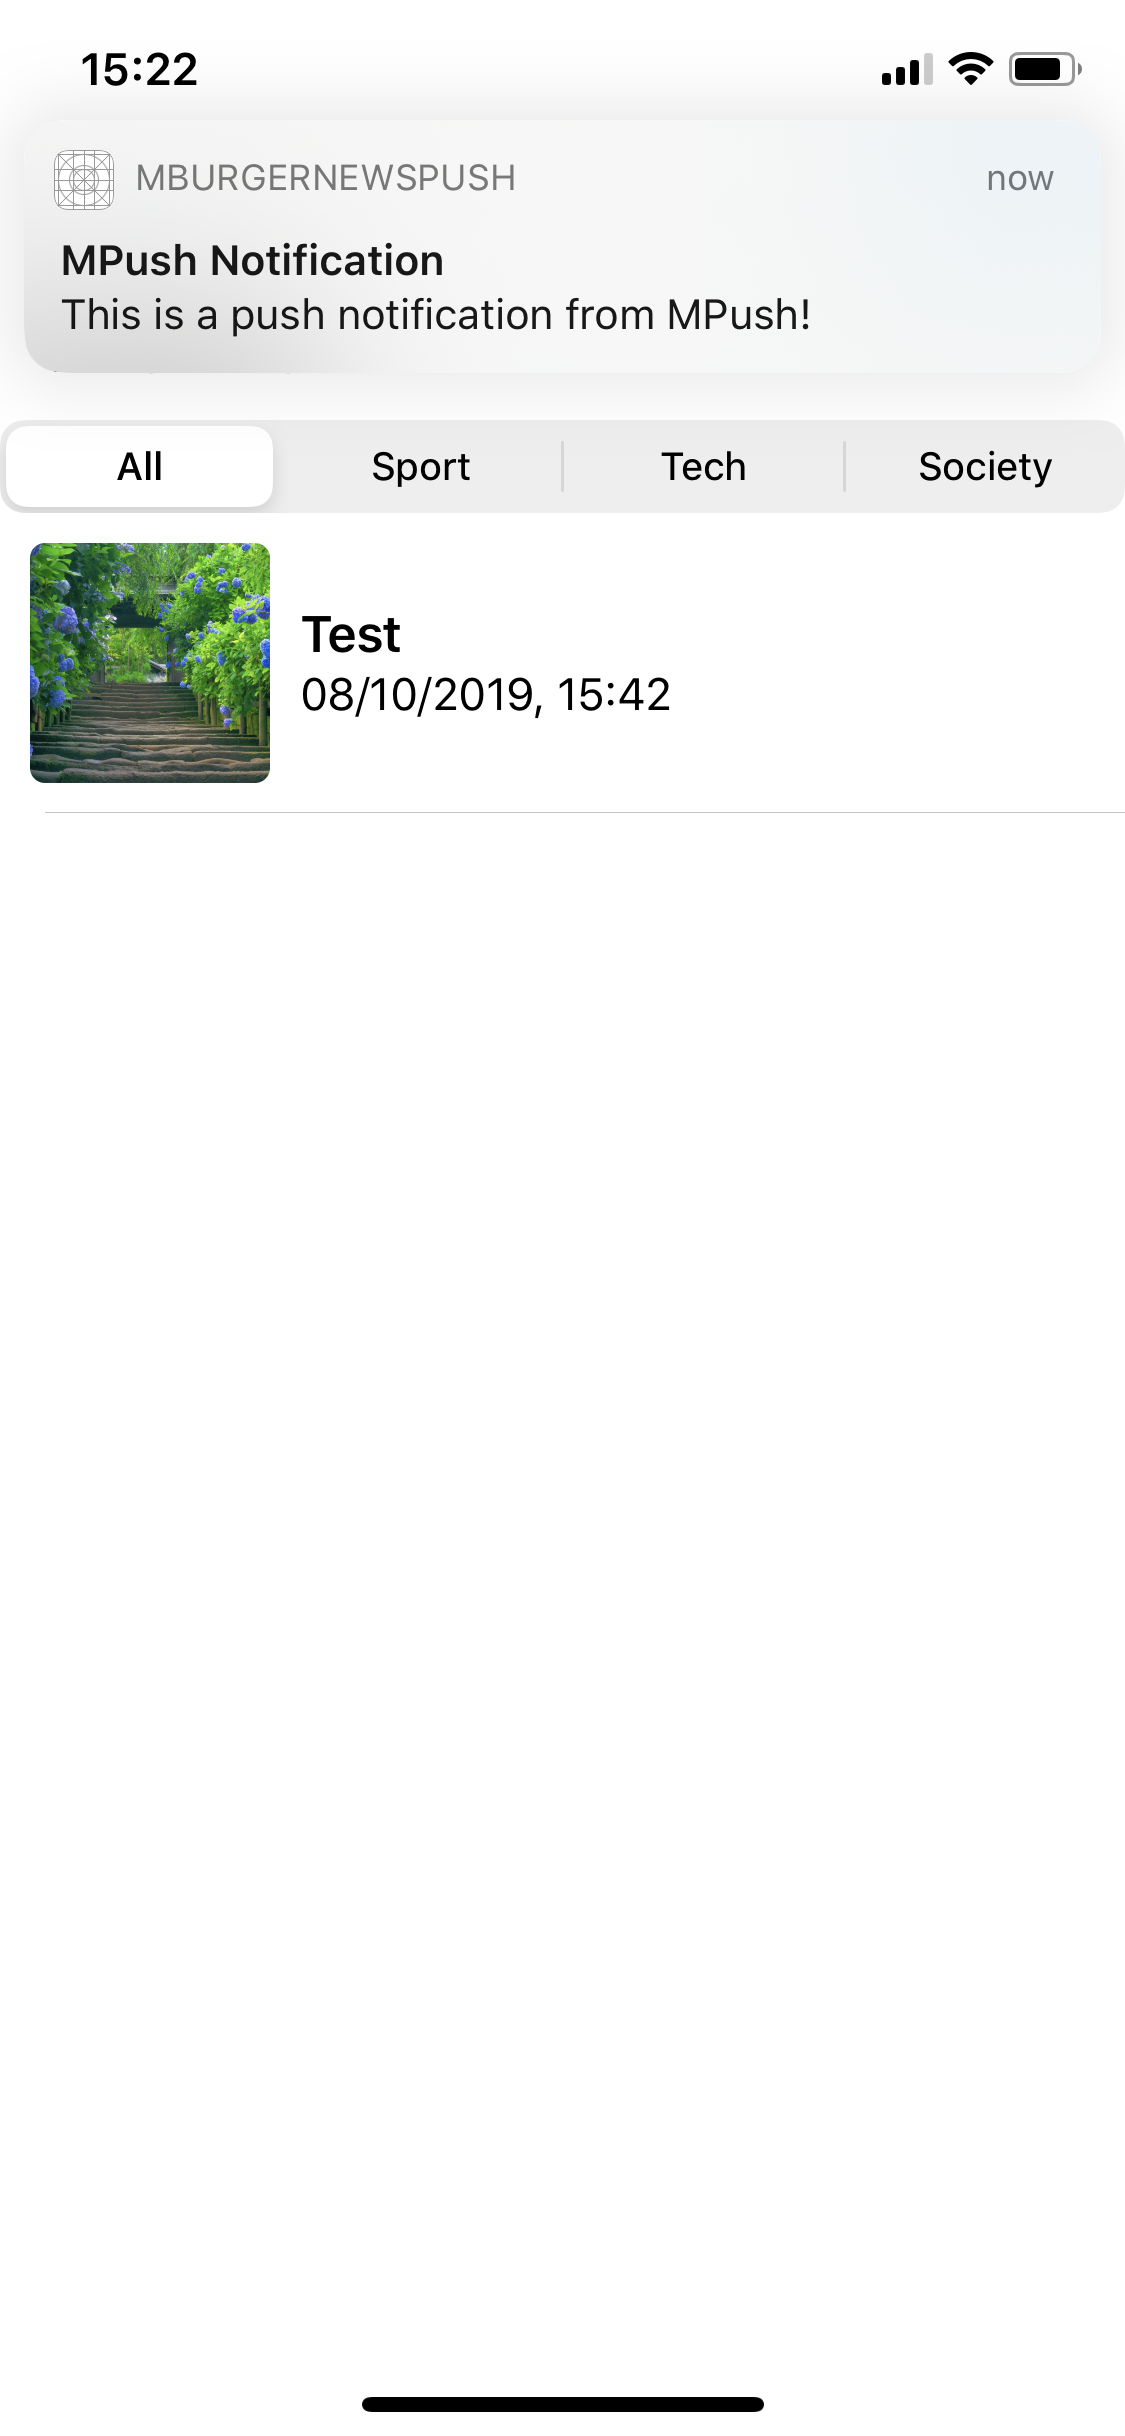 15:22
MBURGERNEWSPUSH now
MPush Notification
This is a push notification from MPush!
All Sport Tech Society
Test
08/10/2019, 15:42